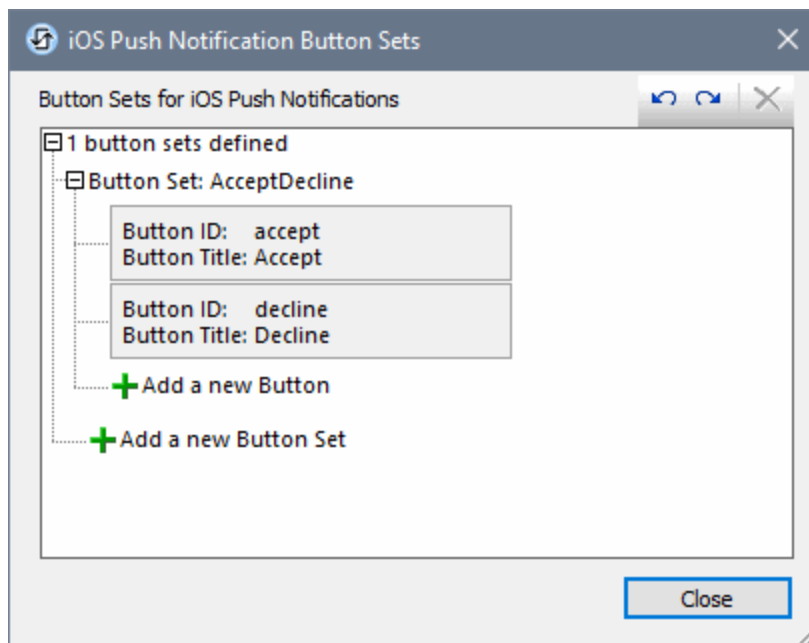 iOS Push Notification Button Sets
Button Sets for iOS Push Notifications
1 button sets defined
Button Set: AcceptDecline
Button ID: accept
Button Title: Accept
Button ID: decline
Button Title: Decline
Add a new Button
Add a new Button Set
Close